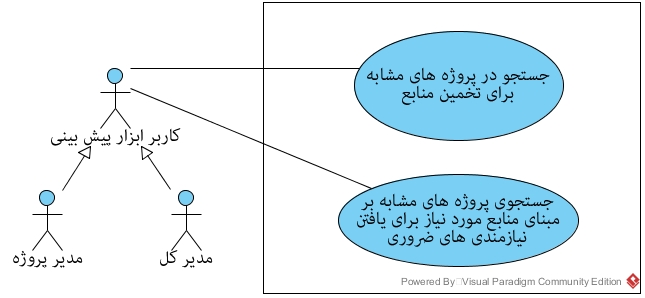 جستجو در پروژه های مشابه
برای تخمین منابع
کاربر ابزار پیش بینی
جستجوی پروژه های مشابه بر
مبنای منابع مورد نیاز برای یافتن
نیازمندی های ضروری
مدیر پروژه
مدیر کل
Powered By Visual Paradigm Community Edition